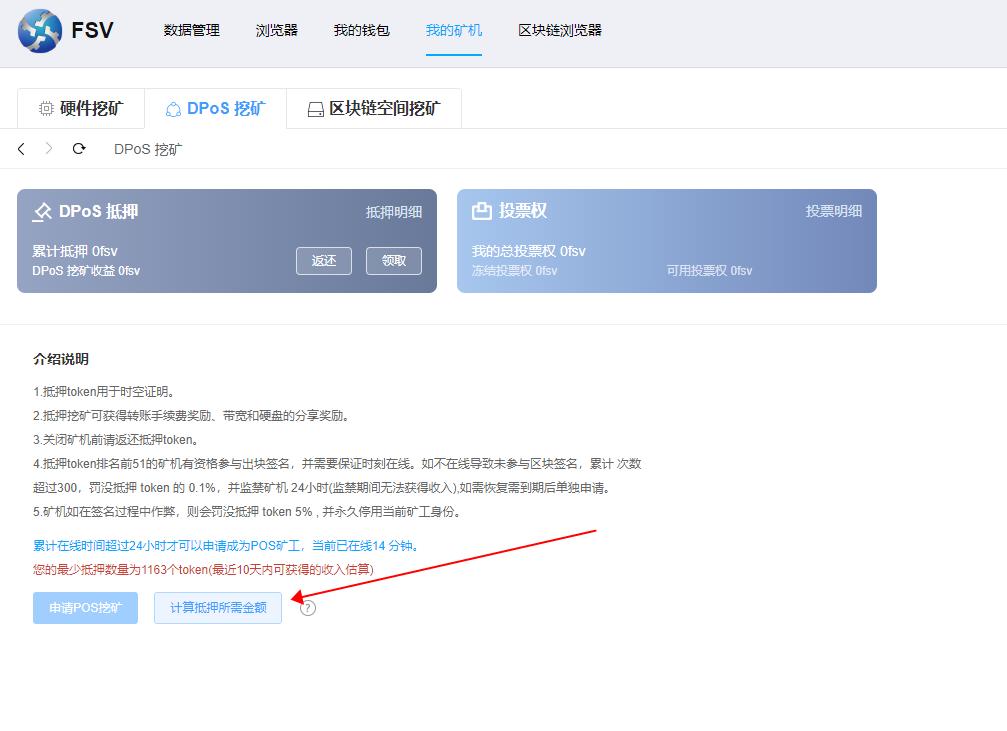 FSV
数据管理
浏览器
我的钱包
我的矿机
区块链浏览器
硬件挖矿
DPoS 挖矿
区块链空间挖矿
DPoS 挖矿
DPoS 抵押
抵押明细
累计抵押 0fsv
DPoS 挖矿收益 0fsv
返还
领取
投票权
投票明细
我的总投票权 0fsv
冻结投票权 0fsv
可用投票权 0fsv
介绍说明
1.抵押token用于时空证明。
2.抵押挖矿可获得转账手续费奖励、带宽和硬盘的分享奖励。
3.关闭矿机前请返还抵押token。
4.抵押token排名前51的矿机有资格参与出块签名，并需要保证时刻在线。如不在线导致未参与区块签名，累计 次数
超过300，罚没抵押 token 的 0.1%，并监禁矿机 24小时(监禁期间无法获得收入),如需恢复需到期后单独申请。
5.矿机如在签名过程中作弊，则会罚没抵押 token 5% , 并永久停用当前矿工身份。
累计在线时间超过24小时才可以申请成为POS矿工，当前已在线14 分钟。
您的最少抵押数量为1163个token(最近10天内可获得的收入估算)
申请POS挖矿
计算抵押所需金额
?